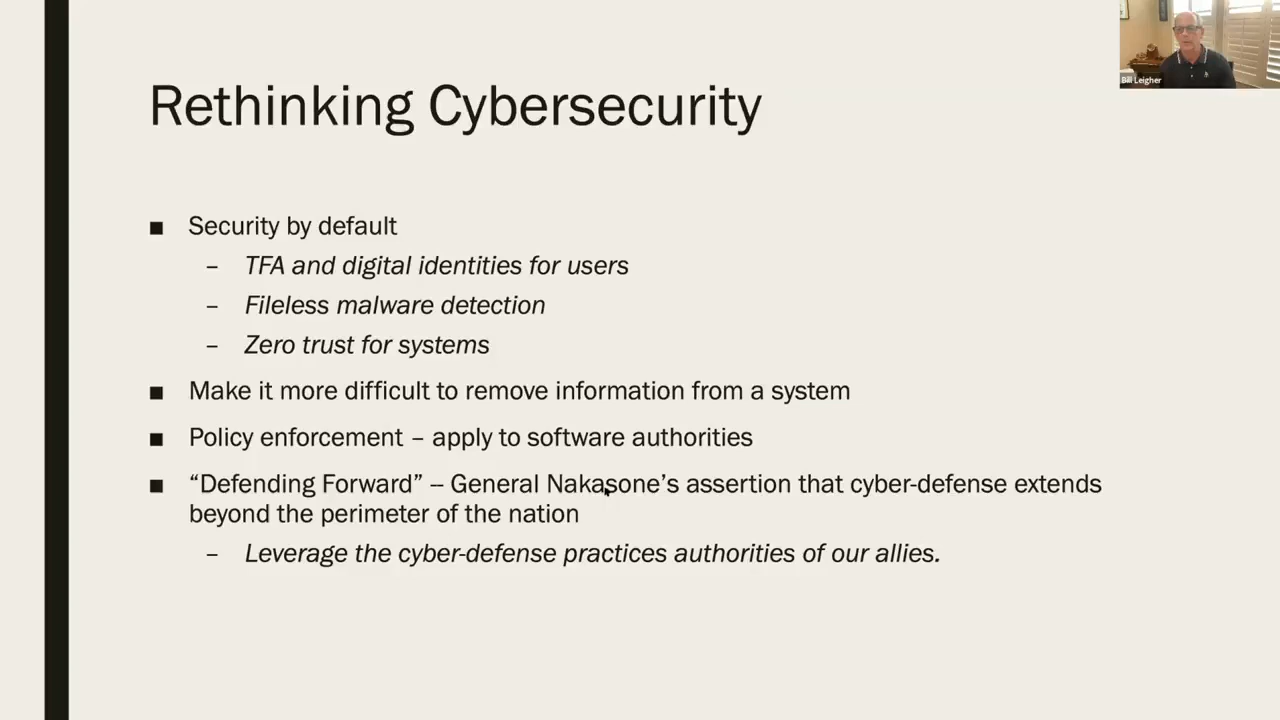 Rethinking Cybersecurity
Bill Leigher
■ Security by default
– TFA and digital identities for users
– Fileless malware detection
– Zero trust for systems
■ Make it more difficult to remove information from a system
■ Policy enforcement – apply to software authorities
■ “Defending Forward” – General Nakasone’s assertion that cyber-defense extends
beyond the perimeter of the nation
– Leverage the cyber-defense practices authorities of our allies.